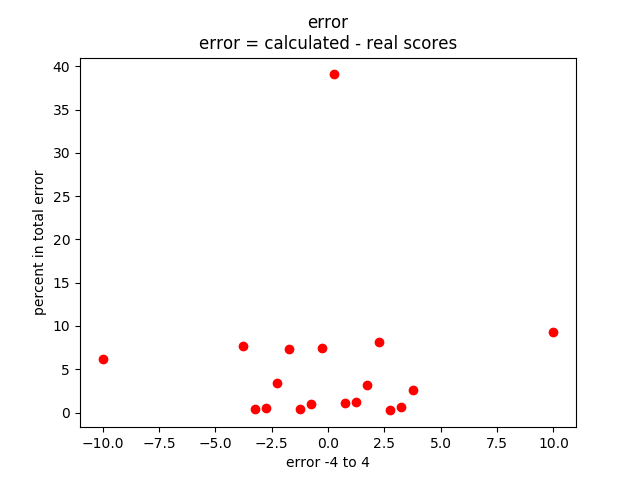 error
error = calculated - real scores
percent in total error
40
35
30
25
20
15
10
5
0
−10.0 −7.5 −5.0 −2.5 0.0 2.5 5.0 7.5 10.0
error -4 to 4